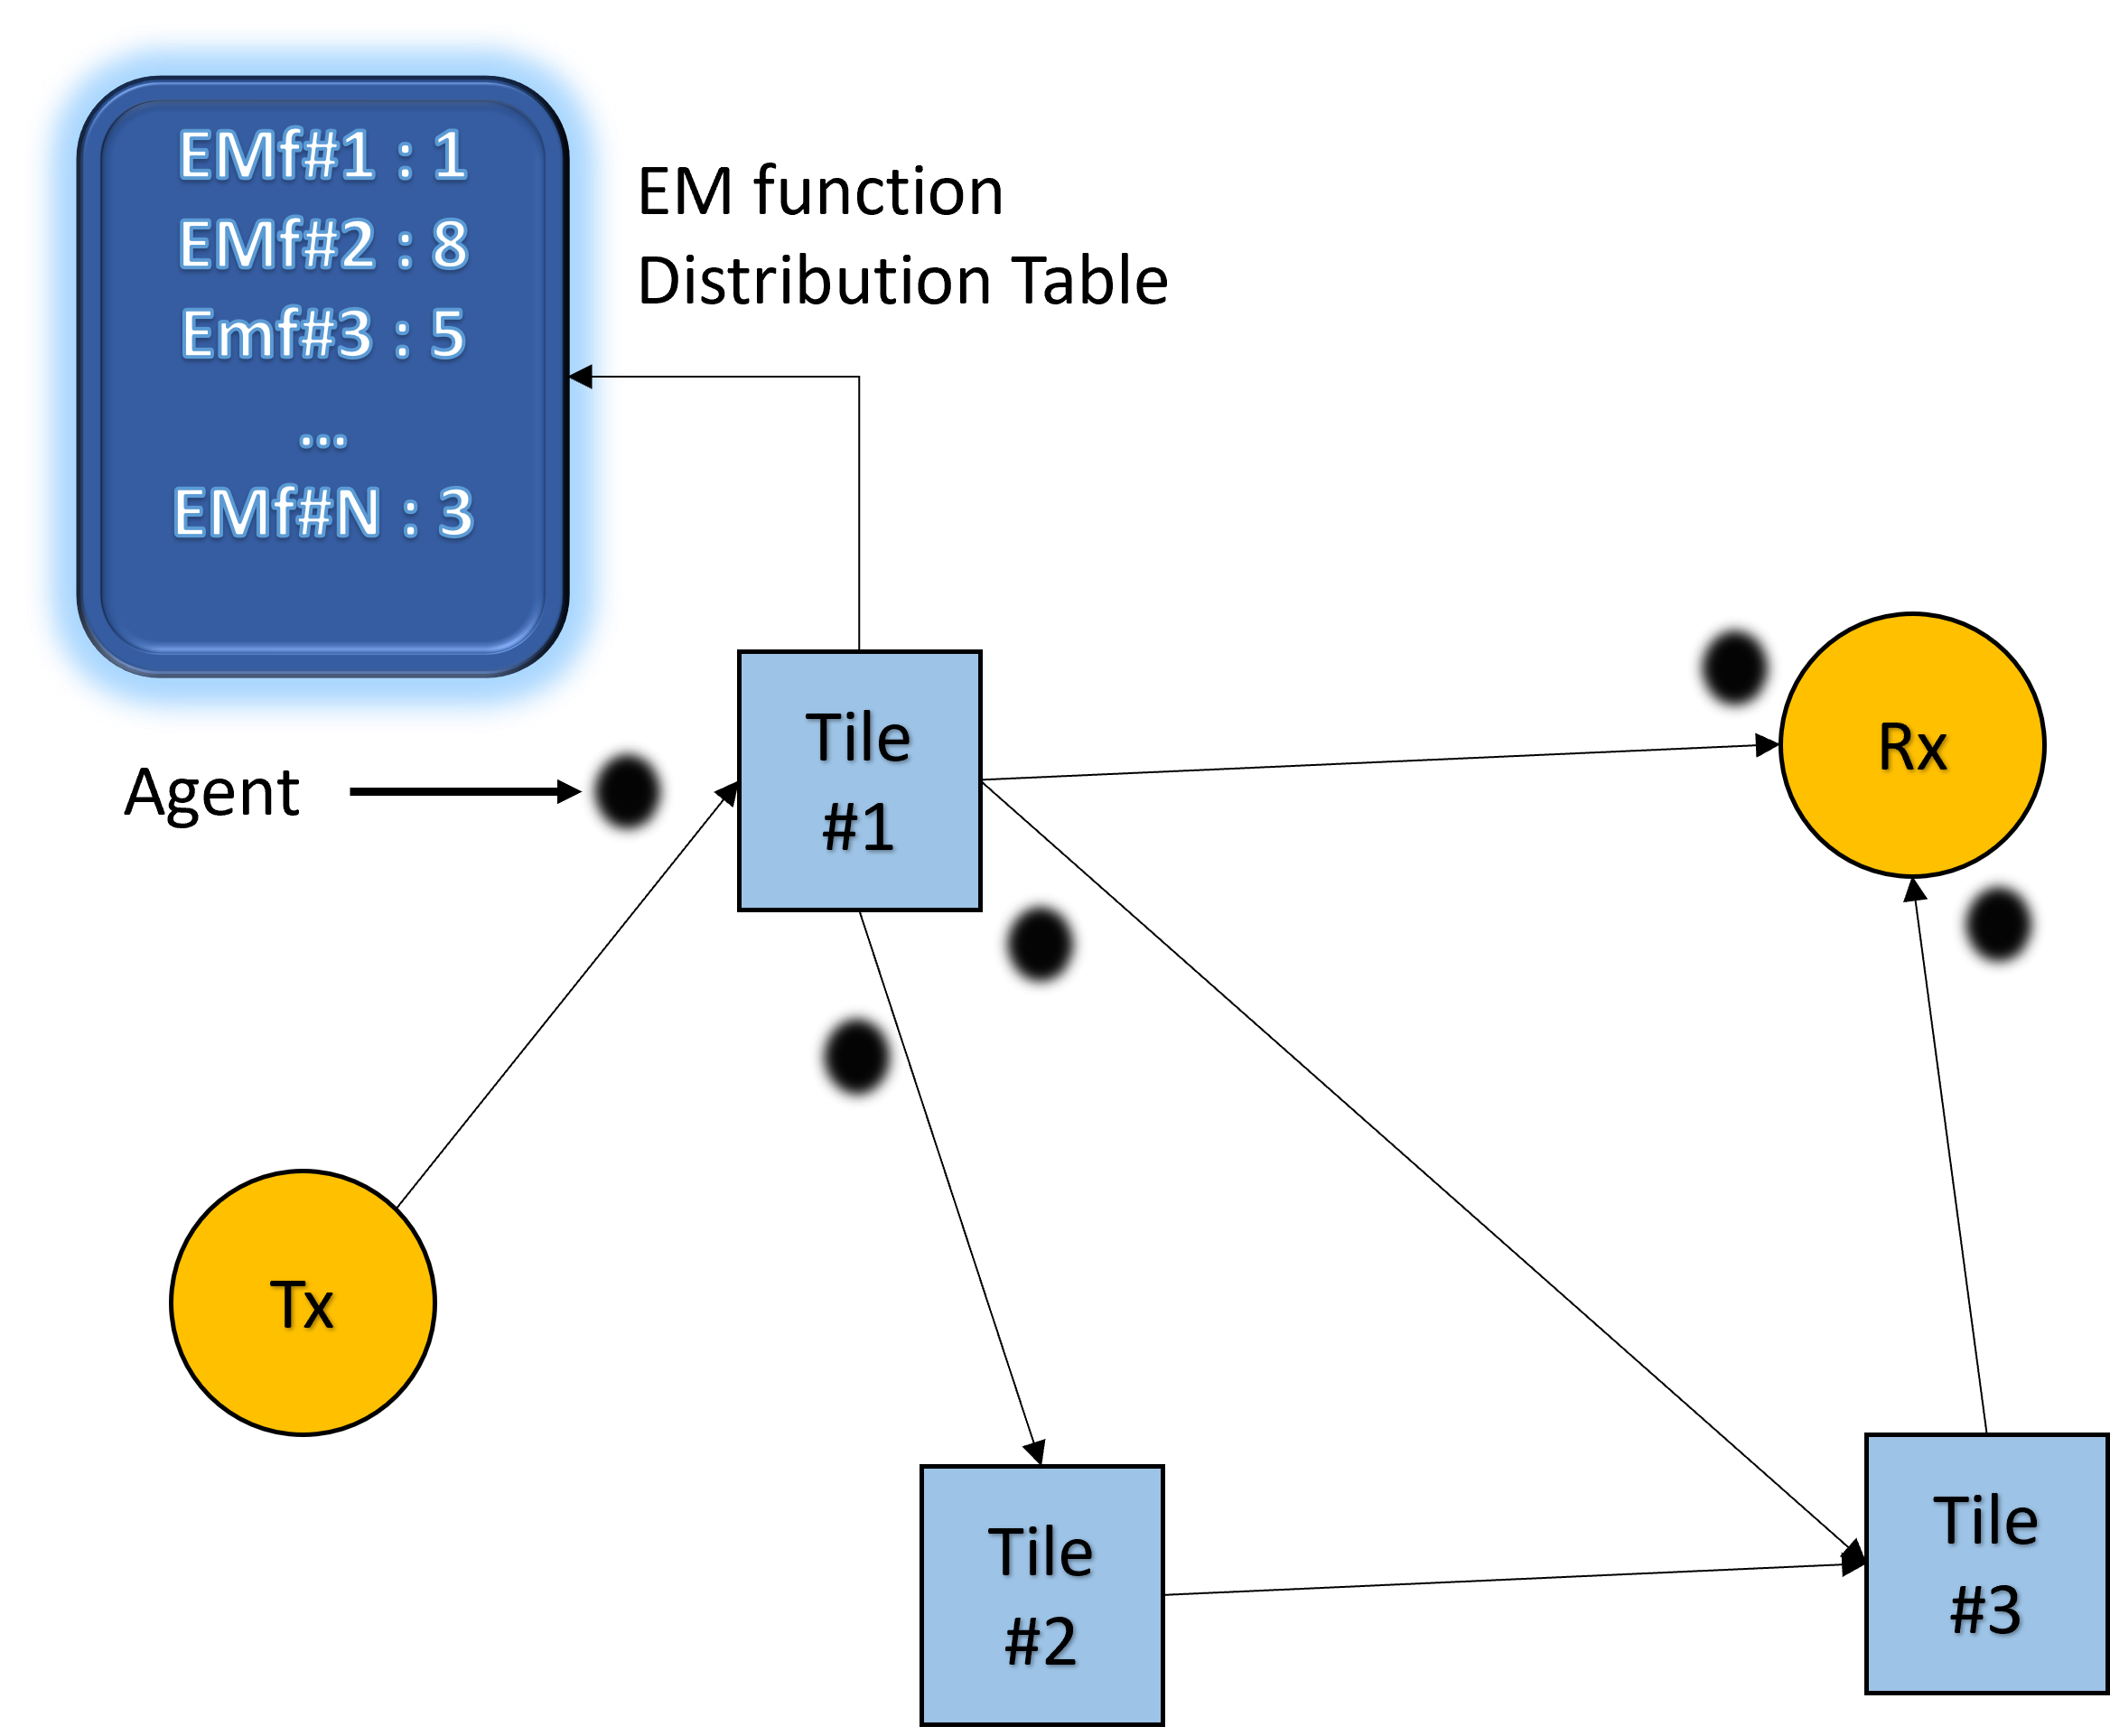 EMf#1 : 1
EMf#2 : 8
Emf#3 : 5
...
EMf#N : 3
EM function
Distribution Table
Agent
Tile
#1
Rx
Tx
Tile
#2
Tile
#3